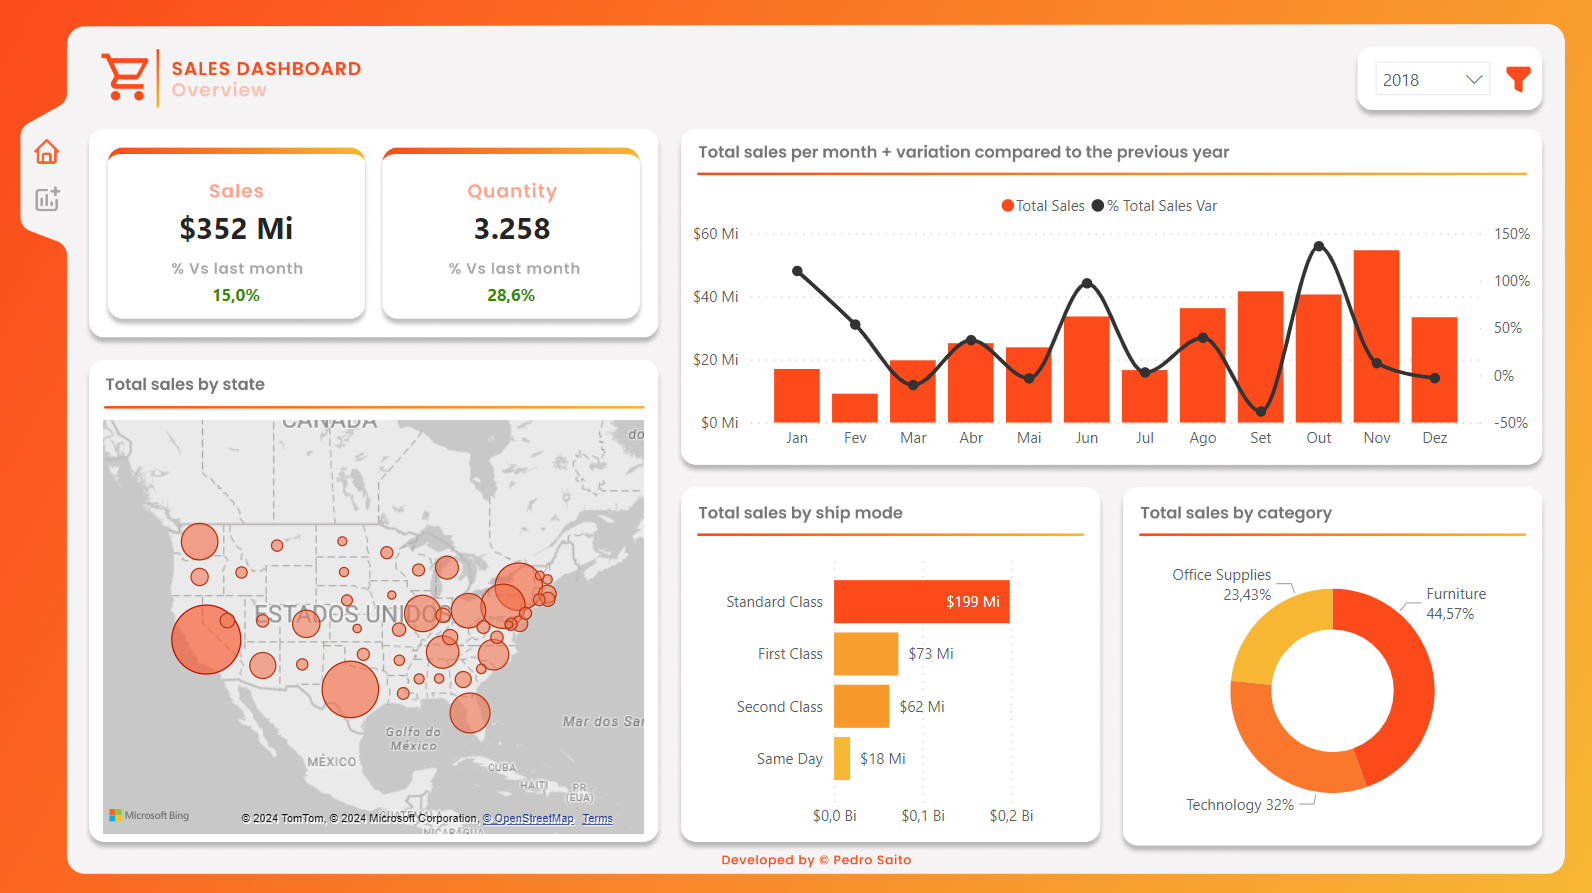 SALES DASHBOARD
Overview
2018
Sales
$352 Mi
% Vs last month
15,0%
Quantity
3.258
% Vs last month
28,6%
Total sales per month + variation compared to the previous year
Total Sales % Total Sales Var
$60 Mi
$40 Mi
$20 Mi
$0 Mi
150%
100%
50%
0%
-50%
Jan Fev Mar Abr Mai Jun Jul Ago Set Out Nov Dez
Total sales by state
CANADÁ
ESTADOS UNIDOS
Golfo do
México
Mar dos Sar
MÉXICO
CUBA
HAITI
PR
(EUA)
GUATEMALA
NICARÁGUA
do
Microsoft Bing
© 2024 TomTom, © 2024 Microsoft Corporation, © OpenStreetMap Terms
Total sales by ship mode
Standard Class $199 Mi
First Class $73 Mi
Second Class $62 Mi
Same Day $18 Mi
$0,0 Bi $0,1 Bi $0,2 Bi
Total sales by category
Office Supplies
23,43%
Furniture
44,57%
Technology 32%
Developed by © Pedro Saito